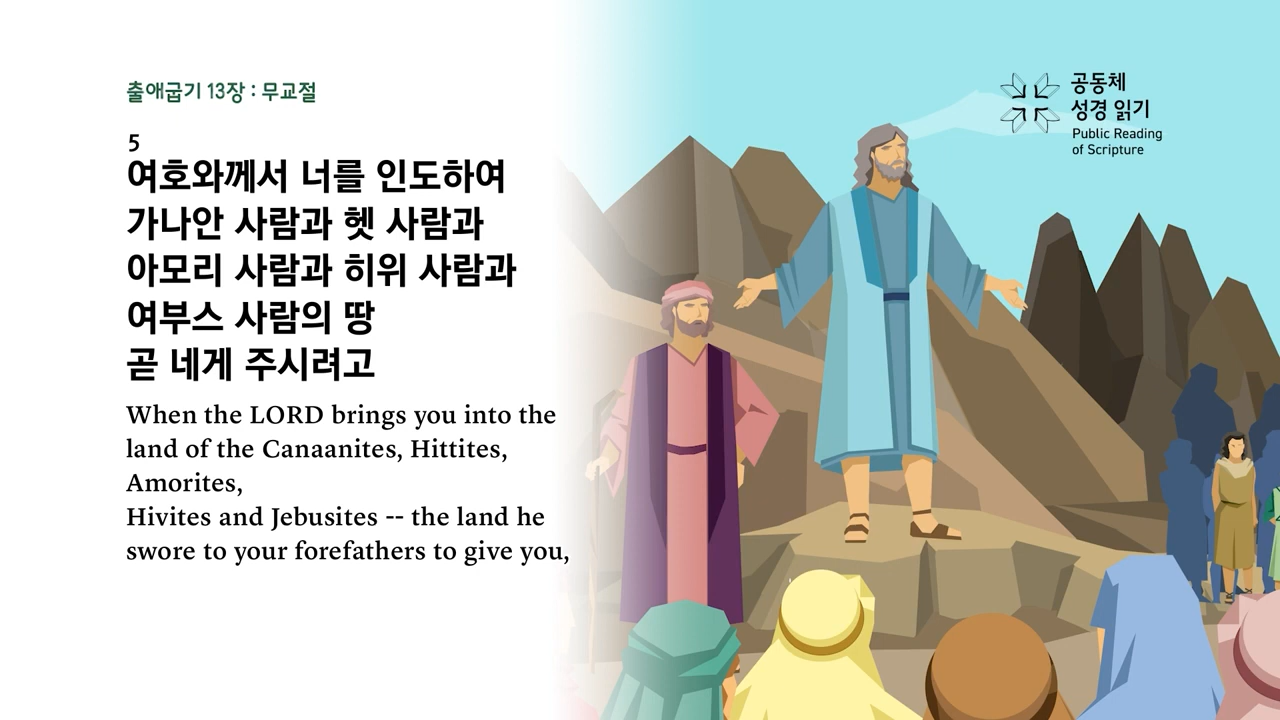 출애굽기 13장 : 무교절
5
여호와께서 너를 인도하여
가나안 사람과 헷 사람과
아모리 사람과 히위 사람과
여부스 사람의 땅
곧 네게 주시려고
When the LORD brings you into the
land of the Canaanites, Hittites,
Amorites,
Hivites and Jebusites -- the land he
swore to your forefathers to give you,
공동체
성경 읽기
Public Reading
of Scripture